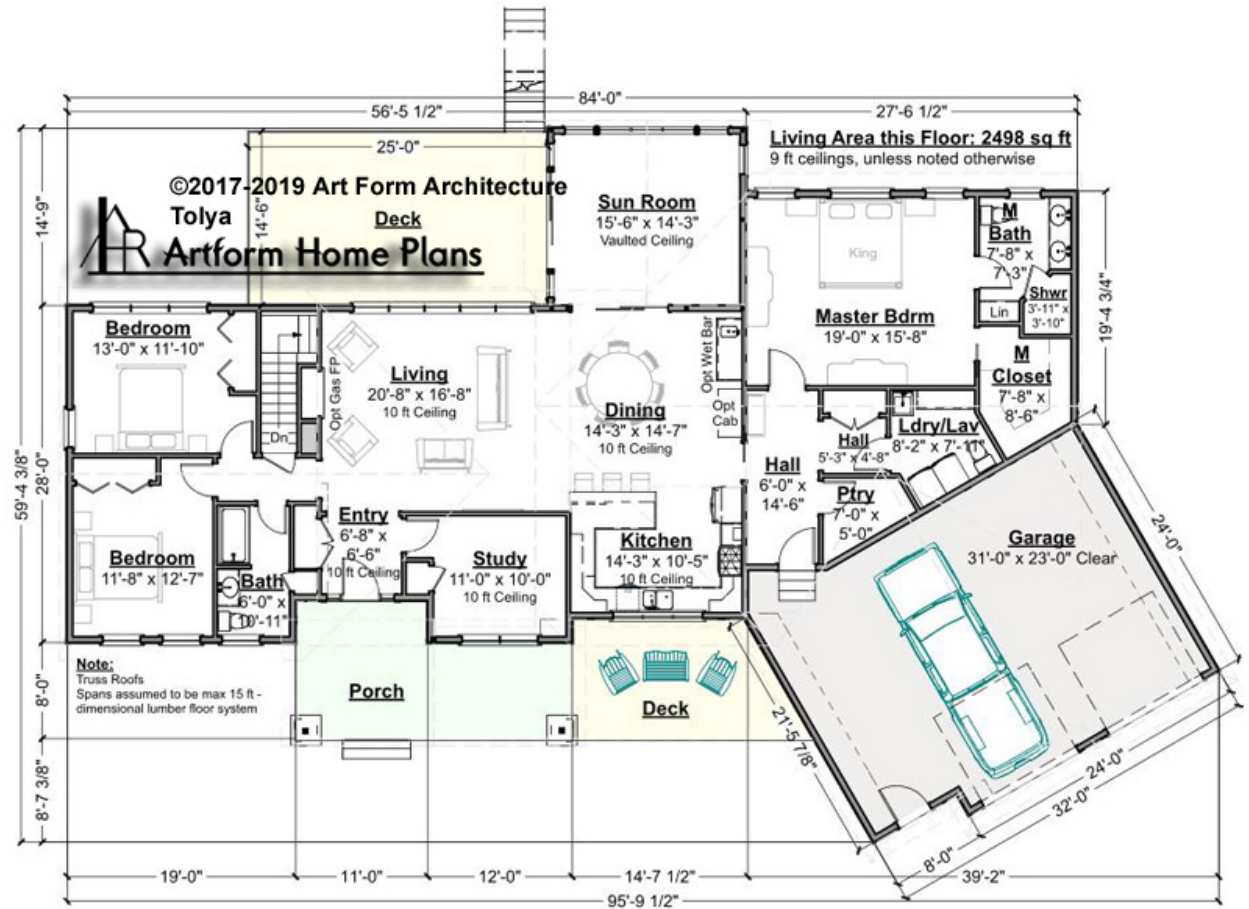 84'-0"
56'-5 1/2"
27'-6 1/2"
Living Area this Floor: 2498 sq ft
9 ft ceilings, unless noted otherwise
25'-0"
14'-9"
14'-6"
©2017-2019 Art Form Architecture
Tolya
Artform Home Plans
AHR
Deck
Sun Room
15'-6" x 14'-3"
Vaulted Ceiling
King
M
Bath
7'-8" x
7'-3"
Shwr
3'-11" x
3'-10"
Lin
Master Bdrm
19'-0" x 15'-8"
19'-4 3/4"
M
Closet
7'-8" x
8'-6"
Bedroom
13'-0" x 11'-10"
Opt Gas FP
Dn
Living
20'-8" x 16'-8"
10 ft Ceiling
Dining
14'-3" x 14'-7"
10 ft Ceiling
Opt Wet Bar
Opt
Cab
Ldry/Lav
8'-2" x 7'-11"
Hall
5'-3" x 4'-8"
Hall
6'-0" x
14'-6"
Ptry
7'-0" x
5'-0"
59'-4 3/8"
28'-0"
Entry
6'-8" x
6'-6"
10 ft Ceiling
Study
11'-0" x 10'-0"
10 ft Ceiling
Kitchen
14'-3" x 10'-5"
10 ft Ceiling
Garage
31'-0" x 23'-0" Clear
24'-0"
Bedroom
11'-8" x 12'-7"
Bath
6'-0" x
10'-11"
Note:
Truss Roofs
Spans assumed to be max 15 ft -
dimensional lumber floor system
Porch
Deck
8'-0"
8'-7 3/8"
21'-5 7/8"
24'-0"
32'-0"
8'-0"
19'-0"
11'-0"
12'-0"
14'-7 1/2"
39'-2"
95'-9 1/2"